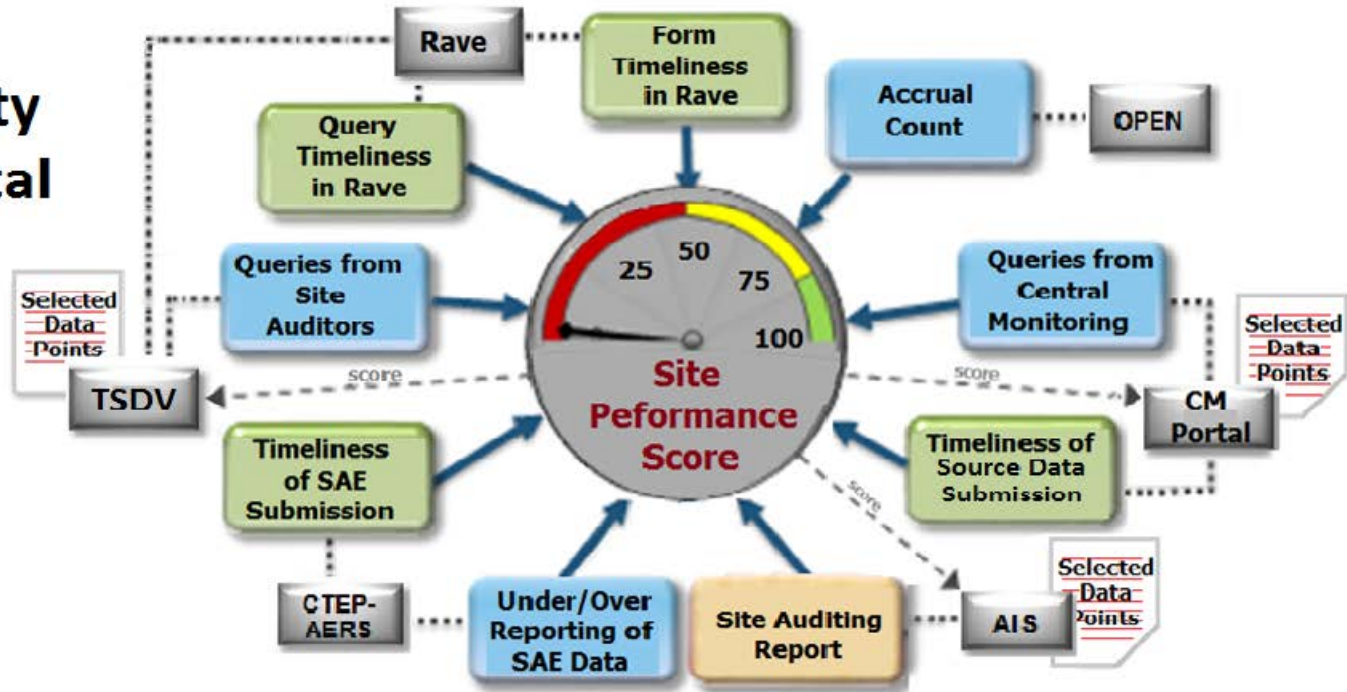 ty
tal
Rave
Form
Timeliness
in Rave
Query
Timeliness
in Rave
Accrual
Count
OPEN
Queries from
Site
Auditors
Selected
Data
Points
TSDV
score
25
50
75
100
Site
Peformance
Score
Queries from
Central
Monitoring
Selected
Data
Points
score
CM
Portal
Timeliness
of SAE
Submission
Timeliness of
Source Data
Submission
score
CTEP-
AERS
Under/Over
Reporting of
SAE Data
Site Auditing
Report
AIS
Selected
Data
Points